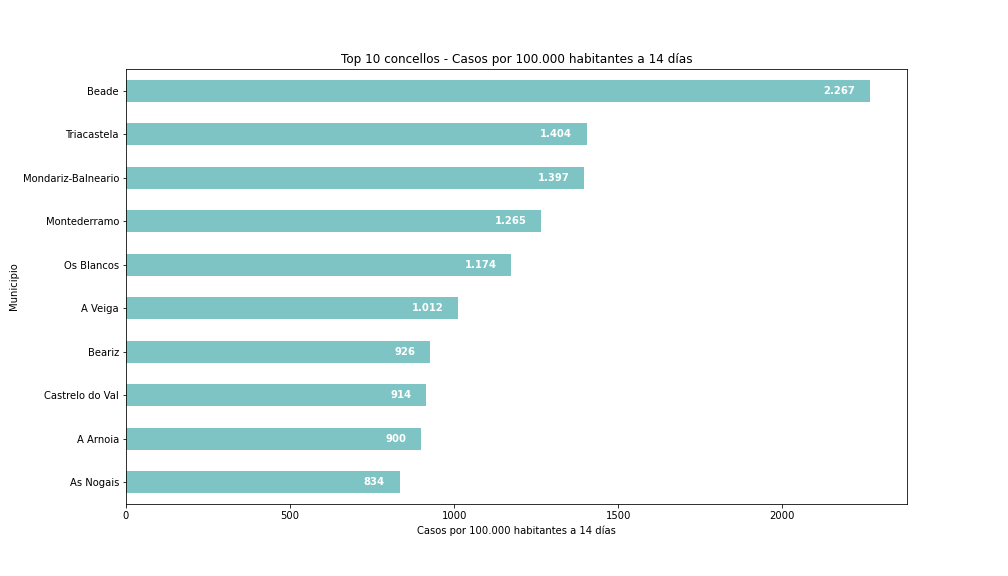 Top 10 concellos - Casos por 100.000 habitantes a 14 días
Municipio
Beade 2.267
Triacastela 1.404
Mondariz-Balneario 1.397
Montederramo 1.265
Os Blancos 1.174
A Veiga 1.012
Beariz 926
Castrelo do Val 914
A Arnoia 900
As Nogais 834
0 500 1000 1500 2000
Casos por 100.000 habitantes a 14 días